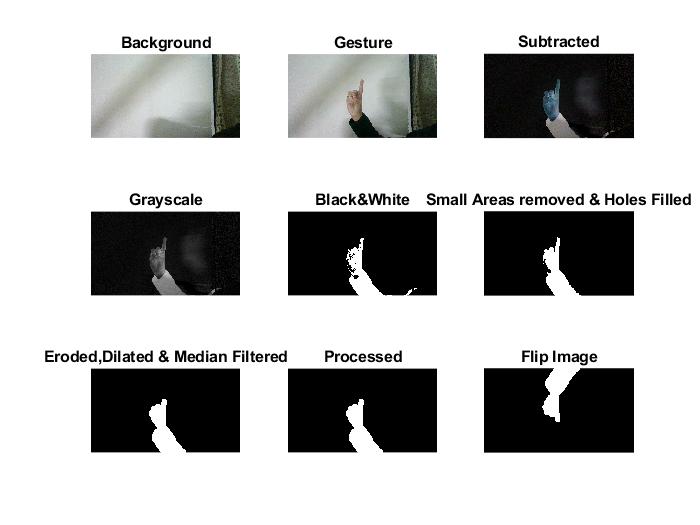 Background
Gesture
Subtracted
Grayscale
Black&White
Small Areas removed & Holes Filled
Eroded,Dilated & Median Filtered
Processed
Flip Image